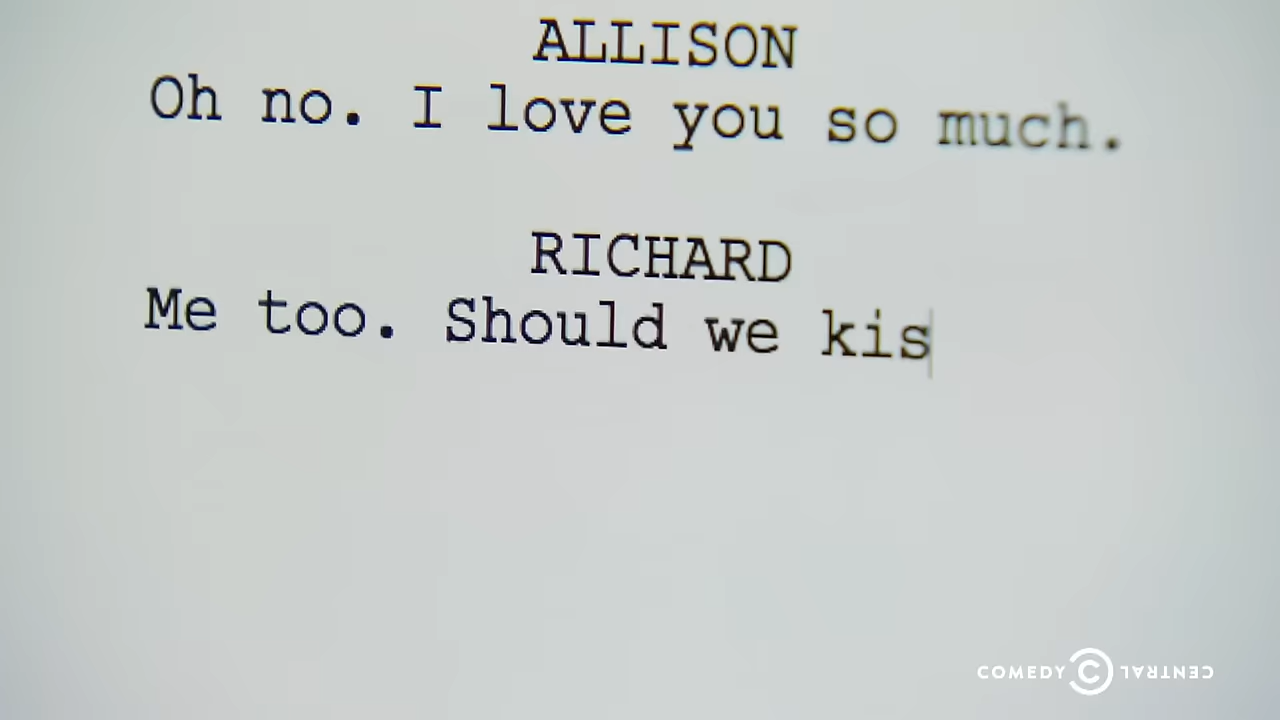 ALLISON
Oh no. I love you so much.
RICHARD
Me too. Should we kis
COMEDY CENTRAL